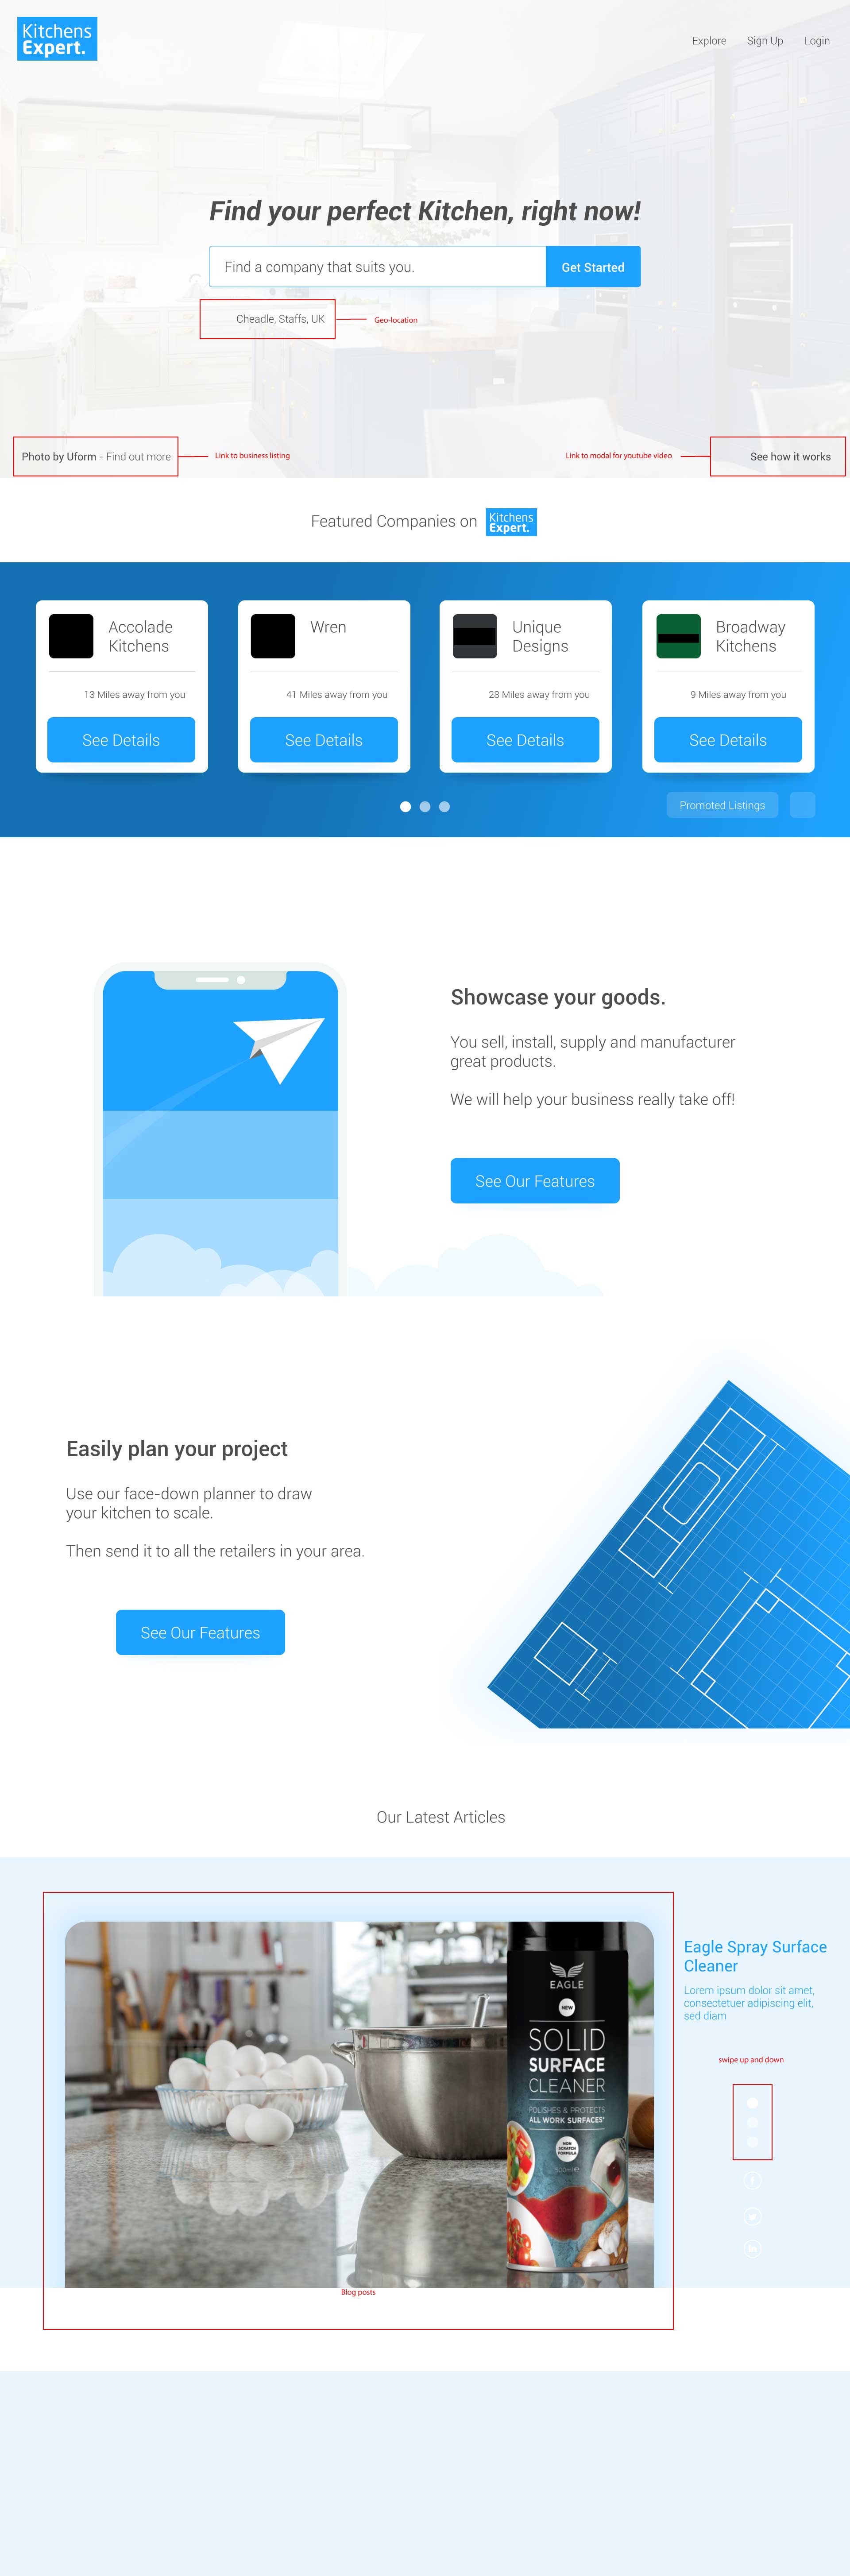 Kitchens
Expert.
Explore
Sign Up
Login
Find your perfect Kitchen, right now!
Find a company that suits you.
Get Started
Cheadle, Staffs, UK
Geo-location
Photo by Uform - Find out more
Link to business listing
Link to modal for youtube video
See how it works
Featured Companies on
Kitchens
Expert.
Accolade
Kitchens
13 Miles away from you
See Details
Wren
41 Miles away from you
See Details
Unique
Designs
28 Miles away from you
See Details
Broadway
Kitchens
9 Miles away from you
See Details
Promoted Listings
Showcase your goods.
You sell, install, supply and manufacturer
great products.
We will help your business really take off!
See Our Features
Easily plan your project
Use our face-down planner to draw
your kitchen to scale.
Then send it to all the retailers in your area.
See Our Features
Our Latest Articles
EAGLE
NEW
SOLID
SURFACE
CLEANER
POLISHES & PROTECTS
ALL WORK SURFACES*
NON
SCRATCH
FORMULA
Eagle Spray Surface
Cleaner
Lorem ipsum dolor sit amet,
consectetuer adipiscing elit,
sed diam
swipe up and down
Blog posts